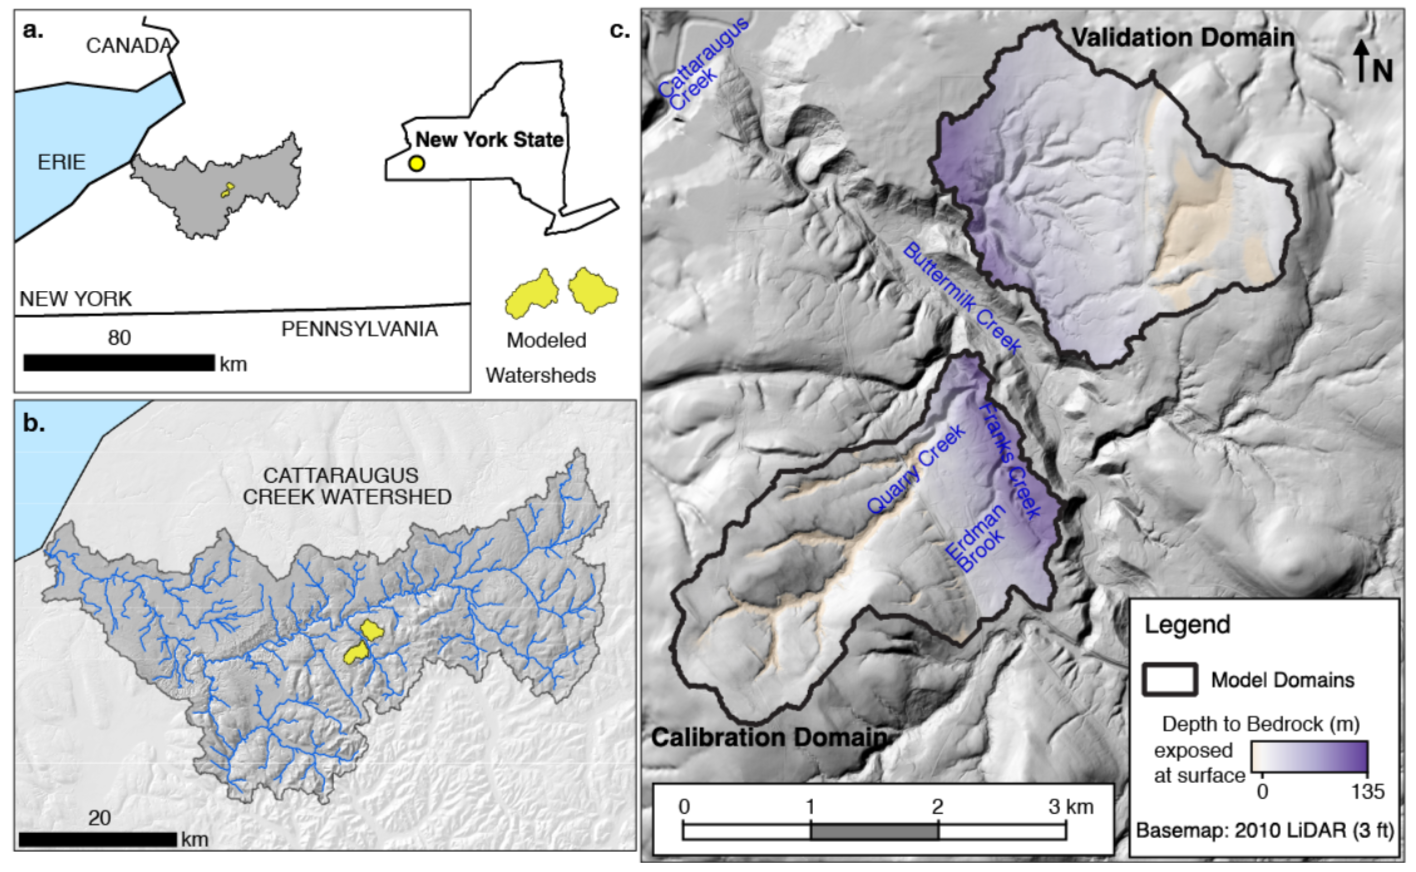 a.
CANADA
ERIE
New York State
NEW YORK
PENNSYLVANIA
80
km
Modeled
Watersheds
b.
CATTARAUGUS
CREEK WATERSHED
20
km
c.
Cattaraugus
Creek
Validation Domain
N
Buttermilk Creek
Franks Creek
Quarry Creek
Erdman
Brook
Calibration Domain
0 1 2 3 km
Legend
Model Domains
Depth to Bedrock (m)
exposed
at surface
0 135
Basemap: 2010 LiDAR (3 ft)